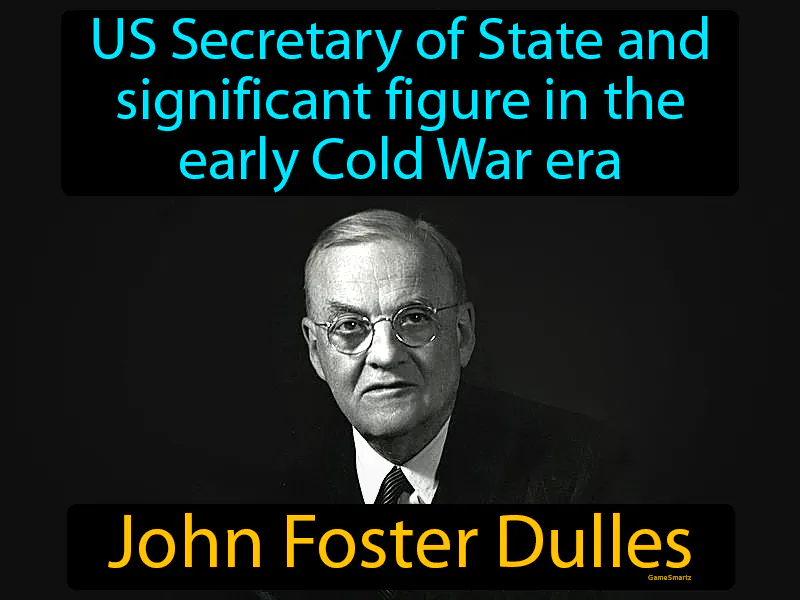 US Secretary of State and
significant figure in the
early Cold War era
John Foster Dulles
GameSmartz